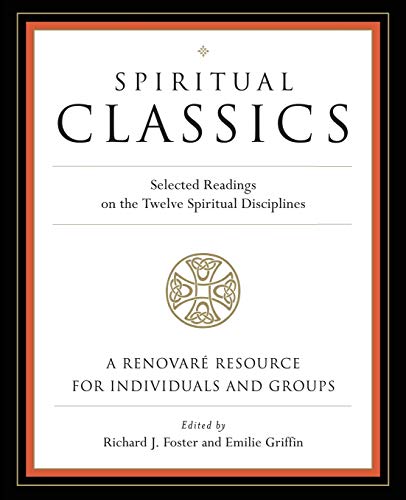 SPIRITUAL
CLASSICS
Selected Readings
on the Twelve Spiritual Disciplines
A RENOVARÉ RESOURCE
FOR INDIVIDUALS AND GROUPS
Edited by
Richard J. Foster and Emilie Griffin